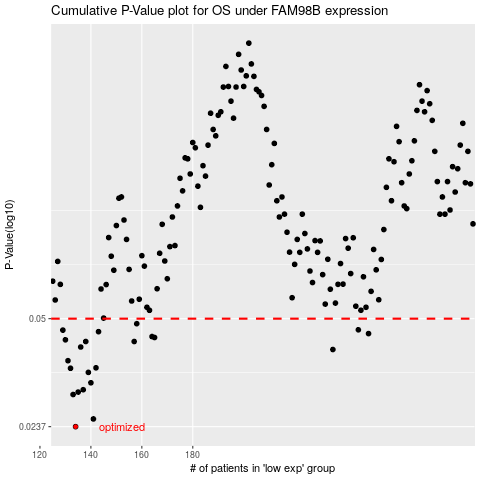 Cumulative P-Value plot for OS under FAM98B expression
P-Value(log10)
0.05
0.0237
optimized
120 140 160 180
# of patients in 'low exp' group